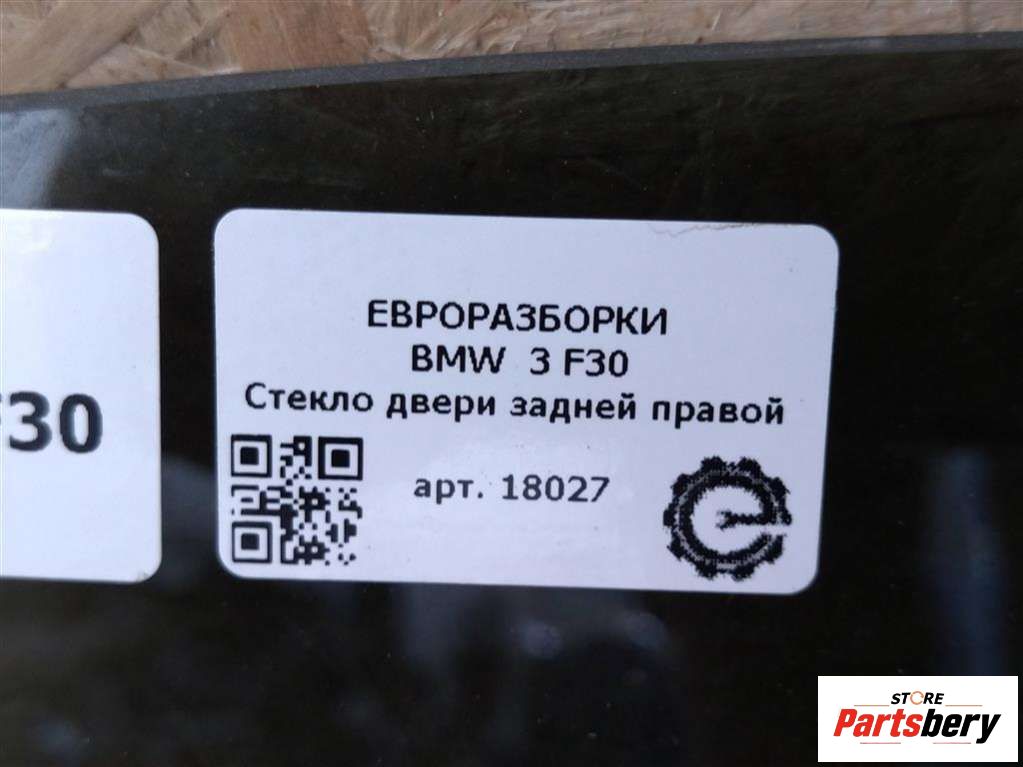 ЕВРОРАЗБОРКИ
BMW 3 F30
Стекло двери задней правой
арт. 18027
F30
STORE
Partsbery